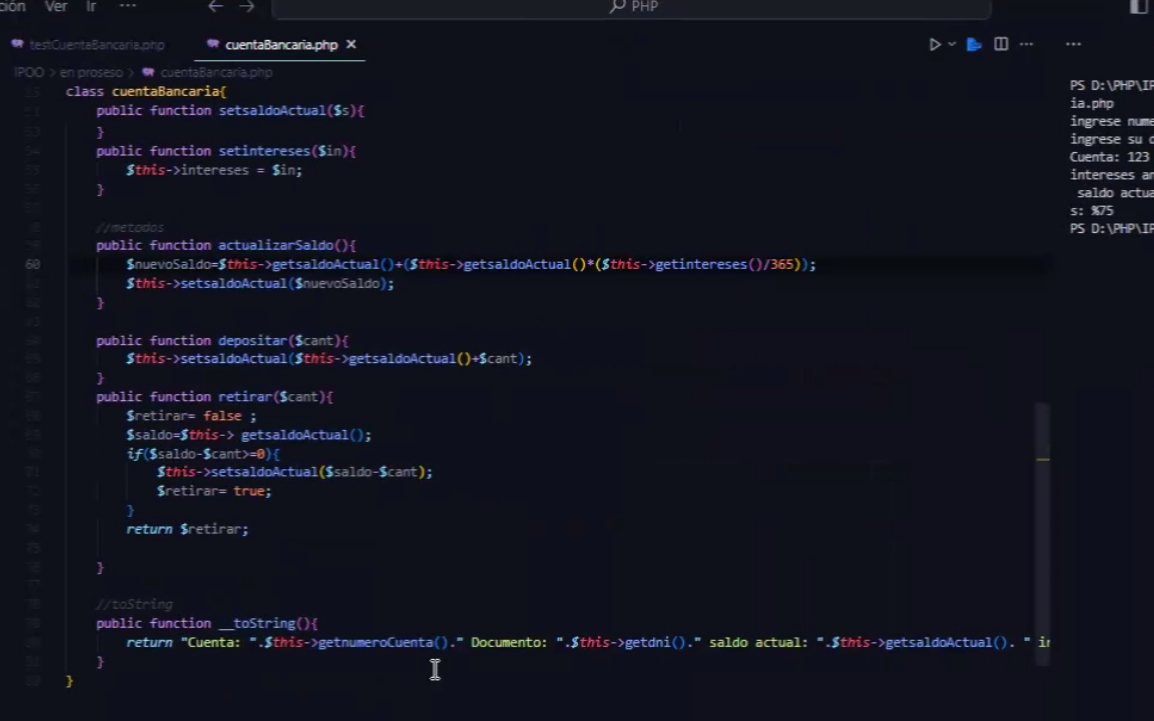 ción Ver Ir ··· ← → PHP
testCuentaBancaria.php cuentaBancaria.php ×
IPOO > en proseso > cuentaBancaria.php
class cuentaBancaria{
public function setsaldoActual($s){
}
public function setintereses($in){
$this->intereses = $in;
}
//metodos
public function actualizarSaldo(){
60 $nuevoSaldo=$this->getsaldoActual()+($this->getsaldoActual()*($this->getintereses()/365));
$this->setsaldoActual($nuevoSaldo);
}
public function depositar($cant){
$this->setsaldoActual($this->getsaldoActual()+$cant);
}
public function retirar($cant){
$retirar= false ;
$saldo=$this-> getsaldoActual();
if($saldo-$cant>=0){
$this->setsaldoActual($saldo-$cant);
$retirar= true;
}
return $retirar;
}
//toString
public function __toString(){
return "Cuenta: ".$this->getnumeroCuenta()." Documento: ".$this->getdni()." saldo actual: ".$this->getsaldoActual(). " in
}
}
PS D:\PHP\IP
ia.php
ingrese nume
ingrese su d
Cuenta: 123
intereses an
saldo actua
s: %75
PS D:\PHP\IP